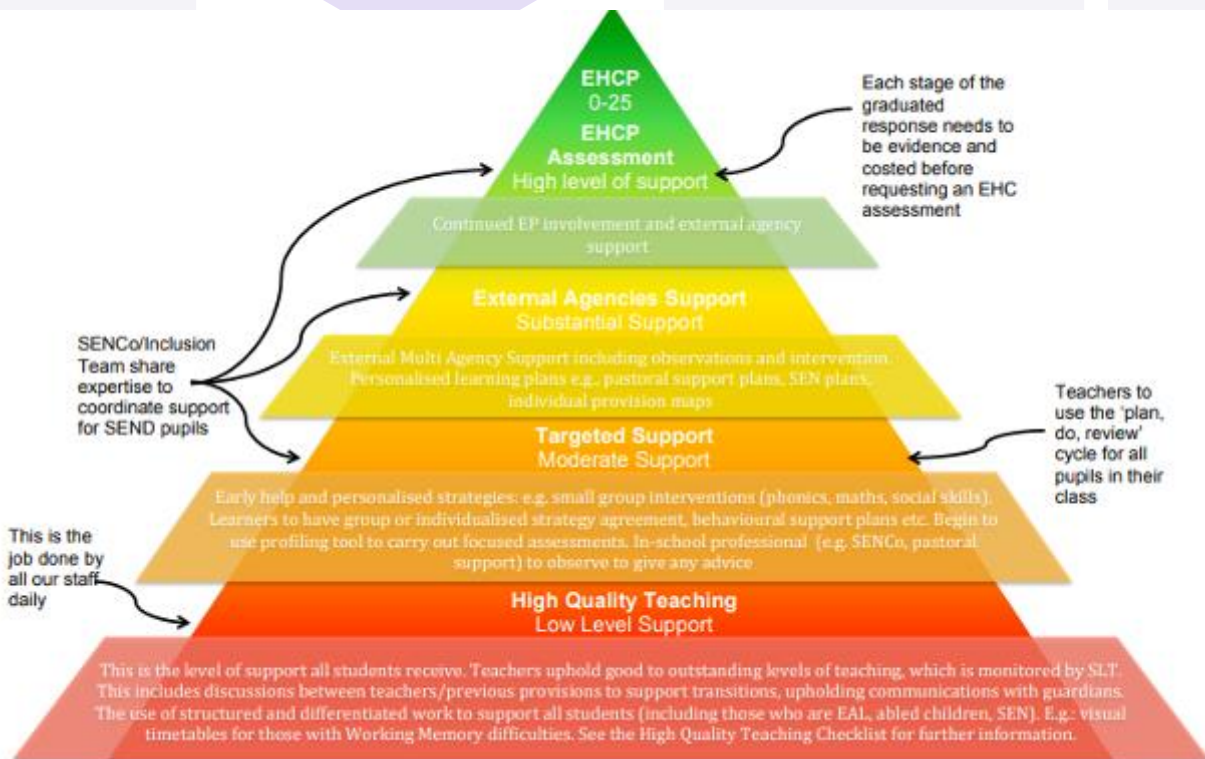 EHCP
0-25
EHCP
Assessment
High level of support
Each stage of the
graduated
response needs to
be evidence and
costed before
requesting an EHC
assessment
Continued EP involvement and external agency
support
External Agencies Support
Substantial Support
SENCo/Inclusion
Team share
expertise to
coordinate support
for SEND pupils
External Multi Agency Support including observations and intervention.
Personalised learning plans e.g., pastoral support plans, SEN plans,
individual provision maps
Teachers to
use the 'plan,
do, review'
cycle for all
pupils in their
class
Targeted Support
Moderate Support
Early help and personalised strategies: e.g. small group interventions (phonics, maths, social skills).
Learners to have group or individualised strategy agreement, behavioural support plans etc. Begin to
use profiling tool to carry out focused assessments. In-school professional (e.g. SENCo, pastoral
support) to observe to give any advice
This is the
job done by
all our staff
daily
High Quality Teaching
Low Level Support
This is the level of support all students receive. Teachers uphold good to outstanding levels of teaching, which is monitored by SLT.
This includes discussions between teachers/previous provisions to support transitions, upholding communications with guardians.
The use of structured and differentiated work to support all students (including those who are EAL, abled children, SEN). E.g.: visual
timetables for those with Working Memory difficulties. See the High Quality Teaching Checklist for further information.